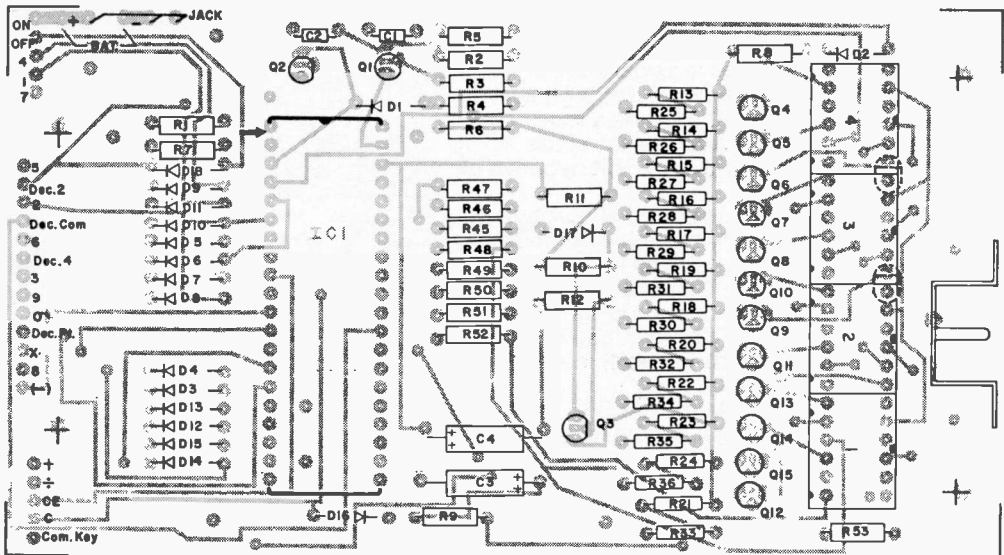 ON
OFF
4
1
7
+ - JACK
BAT
C2
C1
Q2
Q1
D1
R5
R2
R3
R4
R6
R1
R7
D18
D9
D11
D10
D5
D6
D7
D8
5
Dec.2
2
Dec.Com
6
Dec.4
3
9
X
8
(-)
D4
D3
D13
D12
D15
D14
+
÷
CE
C
Com.Key
IC1
R47
R46
R45
R48
R49
R50
R51
R52
R11
D17
R10
R12
Q3
+ C4
+ C3
D16
R9
R13
R25
R14
R26
R15
R27
R16
R28
R17
R29
R19
R31
R18
R30
R20
R32
R22
R34
R23
R35
R24
R36
R21
R33
R8
D2
Q4
Q5
Q6
Q7
Q8
Q10
Q9
Q11
Q13
Q14
Q15
Q12
4
3
2
1
R53